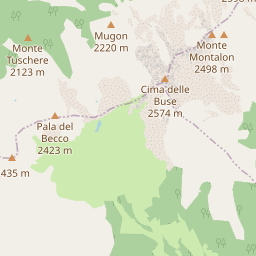 Mugon
2220 m
Monte
Tuschere
2123 m
Monte
Montalon
2498 m
Cima delle
Buse
2574 m
Pala del
Becco
2423 m
435 m